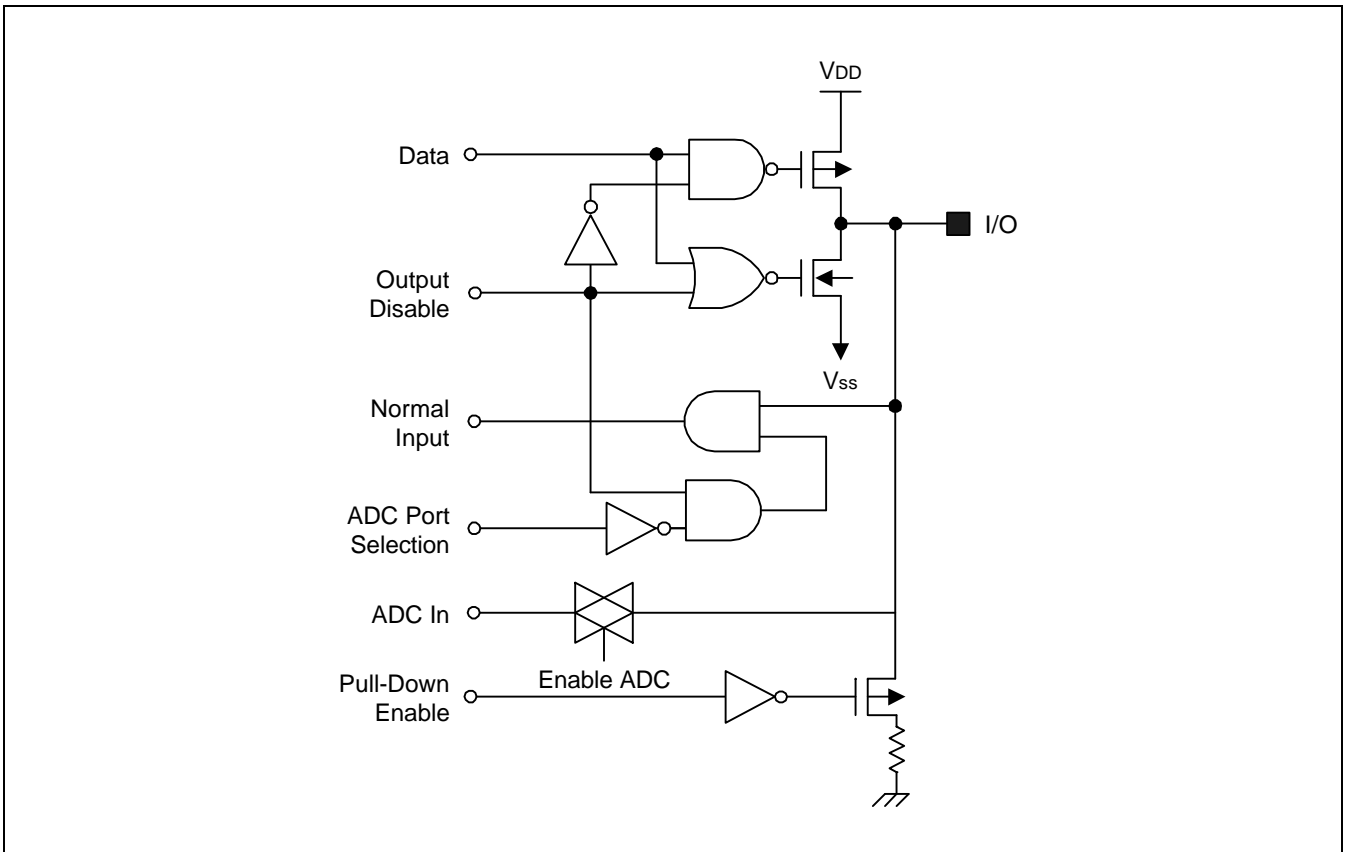 VDD
Data
I/O
Output
Disable
Vss
Normal
Input
ADC Port
Selection
ADC In
Enable ADC
Pull-Down
Enable